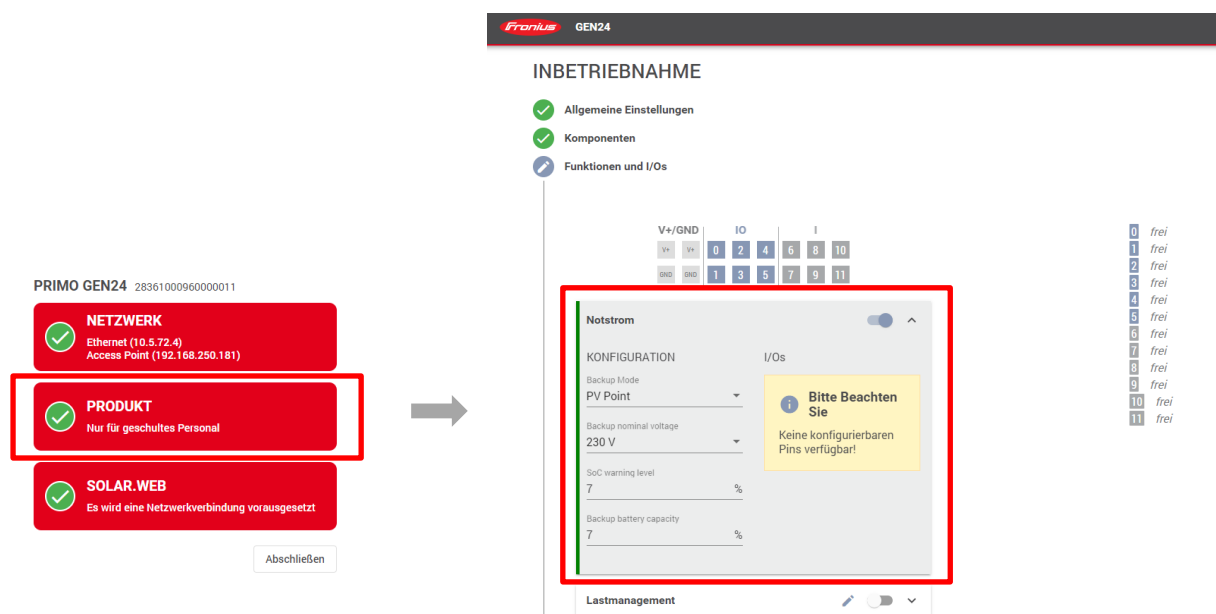 PRIMO GEN24 28361000960000011
NETZWERK
Ethernet (10.5.72.4)
Access Point (192.168.250.181)
PRODUKT
Nur für geschultes Personal
SOLAR.WEB
Es wird eine Netzwerkverbindung vorausgesetzt
Abschließen
Fronius GEN24
INBETRIEBNAHME
Allgemeine Einstellungen
Komponenten
Funktionen und I/Os
V+/GND IO I
V+ V+ 0 2 4 6 8 10
GND GND 1 3 5 7 9 11
0 frei
1 frei
2 frei
3 frei
4 frei
5 frei
6 frei
7 frei
8 frei
9 frei
10 frei
11 frei
Notstrom
KONFIGURATION
Backup Mode
PV Point
Backup nominal voltage
230 V
SoC warning level
7 %
Backup battery capacity
7 %
I/Os
Bitte Beachten
Sie
Keine konfigurierbaren
Pins verfügbar!
Lastmanagement